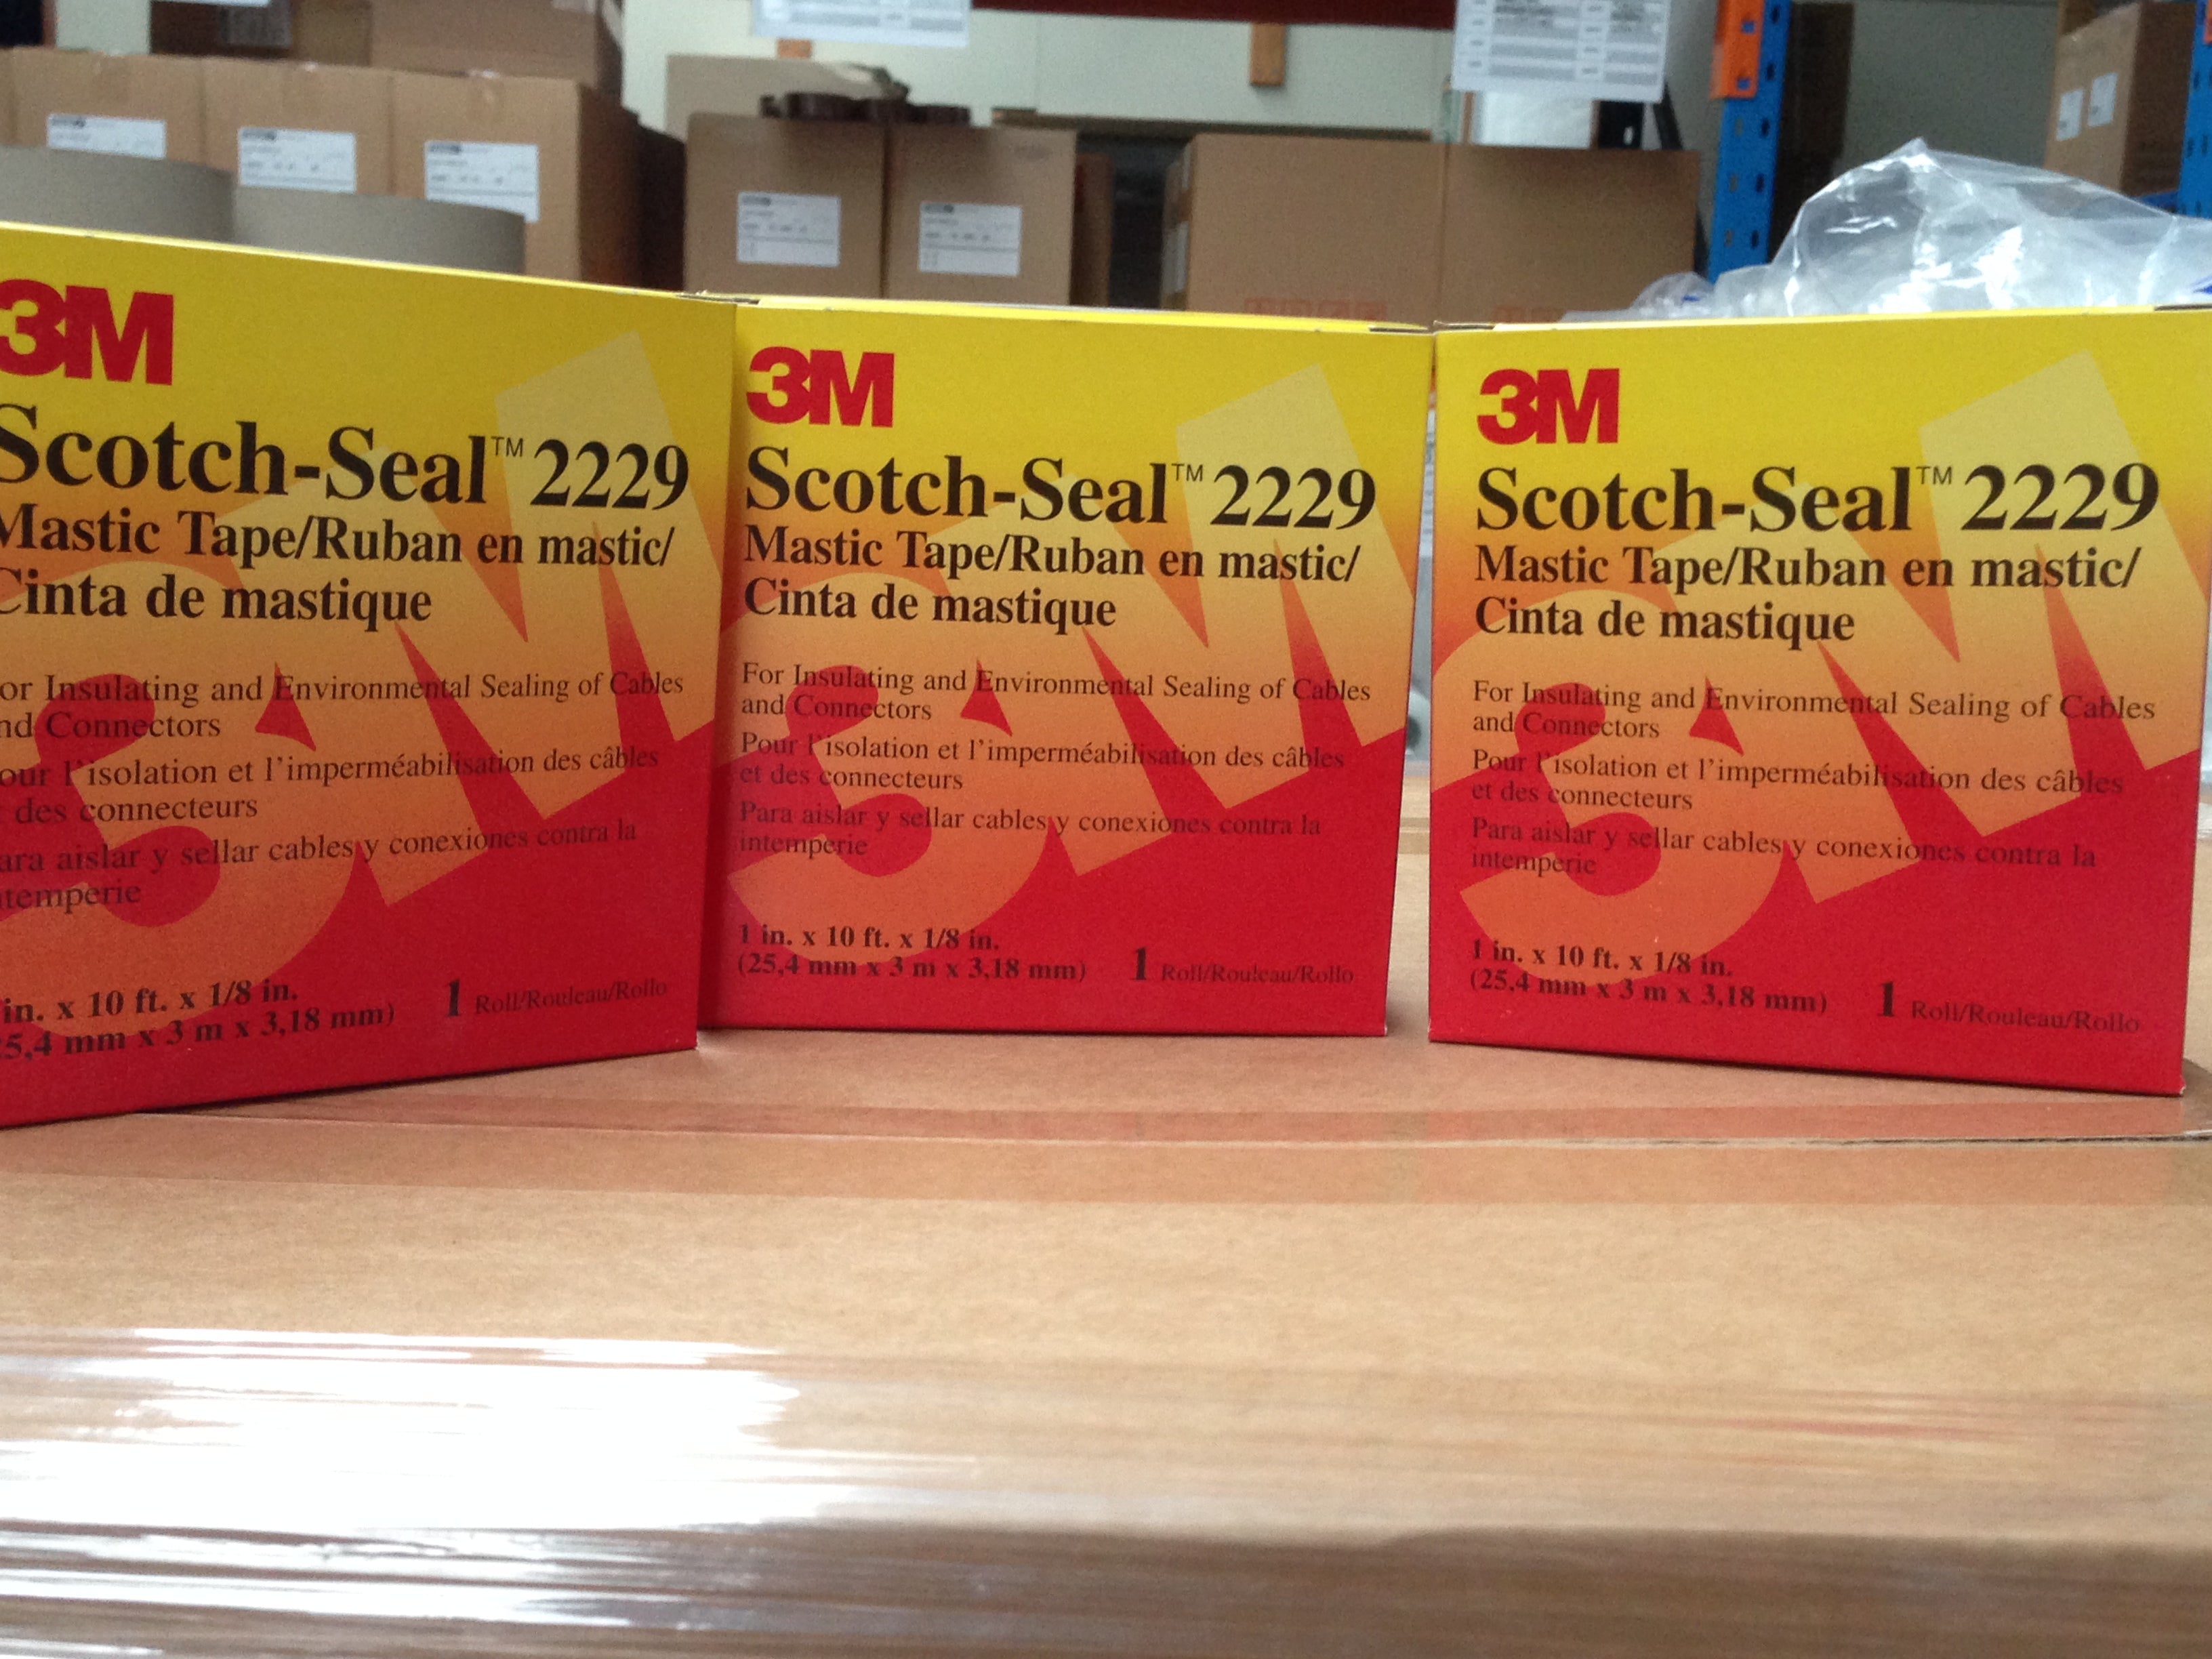 3M
Scotch-Seal™ 2229
Mastic Tape/Ruban en mastic/
Cinta de mastique
or Insulating and Environmental Sealing of Cables
nd Connectors
our l'isolation et l'imperméabilisation des câbles
des connecteurs
ara aislar y sellar cables y conexiones contra la
temperie
in. x 10 ft. x 1/8 in.
5,4 mm x 3 m x 3,18 mm)
1 Roll/Rouleau/Rollo
3M
Scotch-Seal™ 2229
Mastic Tape/Ruban en mastic/
Cinta de mastique
For Insulating and Environmental Sealing of Cables
and Connectors
Pour l'isolation et l'imperméabilisation des câbles
et des connecteurs
Para aislar y sellar cables y conexiones contra la
intemperie
1 in. x 10 ft. x 1/8 in.
(25,4 mm x 3 m x 3,18 mm)
1 Roll/Rouleau/Rollo
3M
Scotch-Seal™ 2229
Mastic Tape/Ruban en mastic/
Cinta de mastique
For Insulating and Environmental Sealing of Cables
and Connectors
Pour l'isolation et l'imperméabilisation des câbles
et des connecteurs
Para aislar y sellar cables y conexiones contra la
intemperie
1 in. x 10 ft. x 1/8 in.
(25,4 mm x 3 m x 3,18 mm)
1 Roll/Rouleau/Rollo